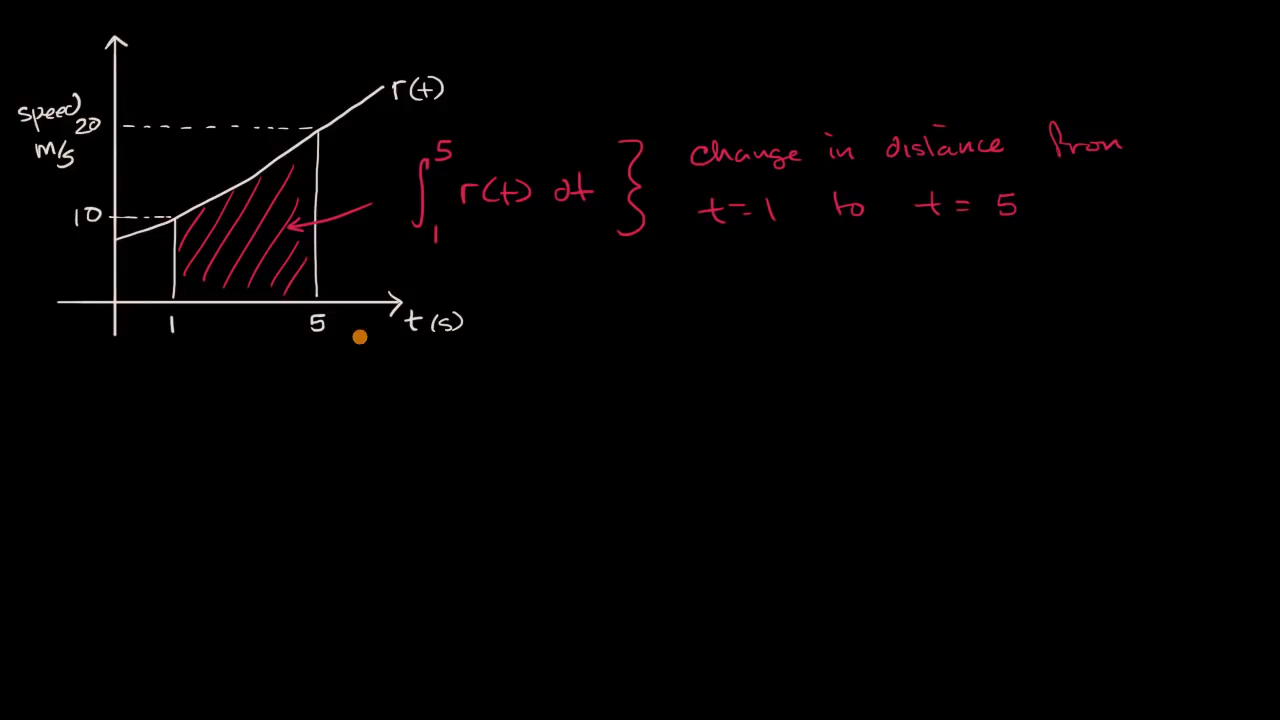 r(t)
speed
20
m/s
10
1
5
t (s)
∫₁⁵ r(t) dt } change in distance from
t = 1 to t = 5